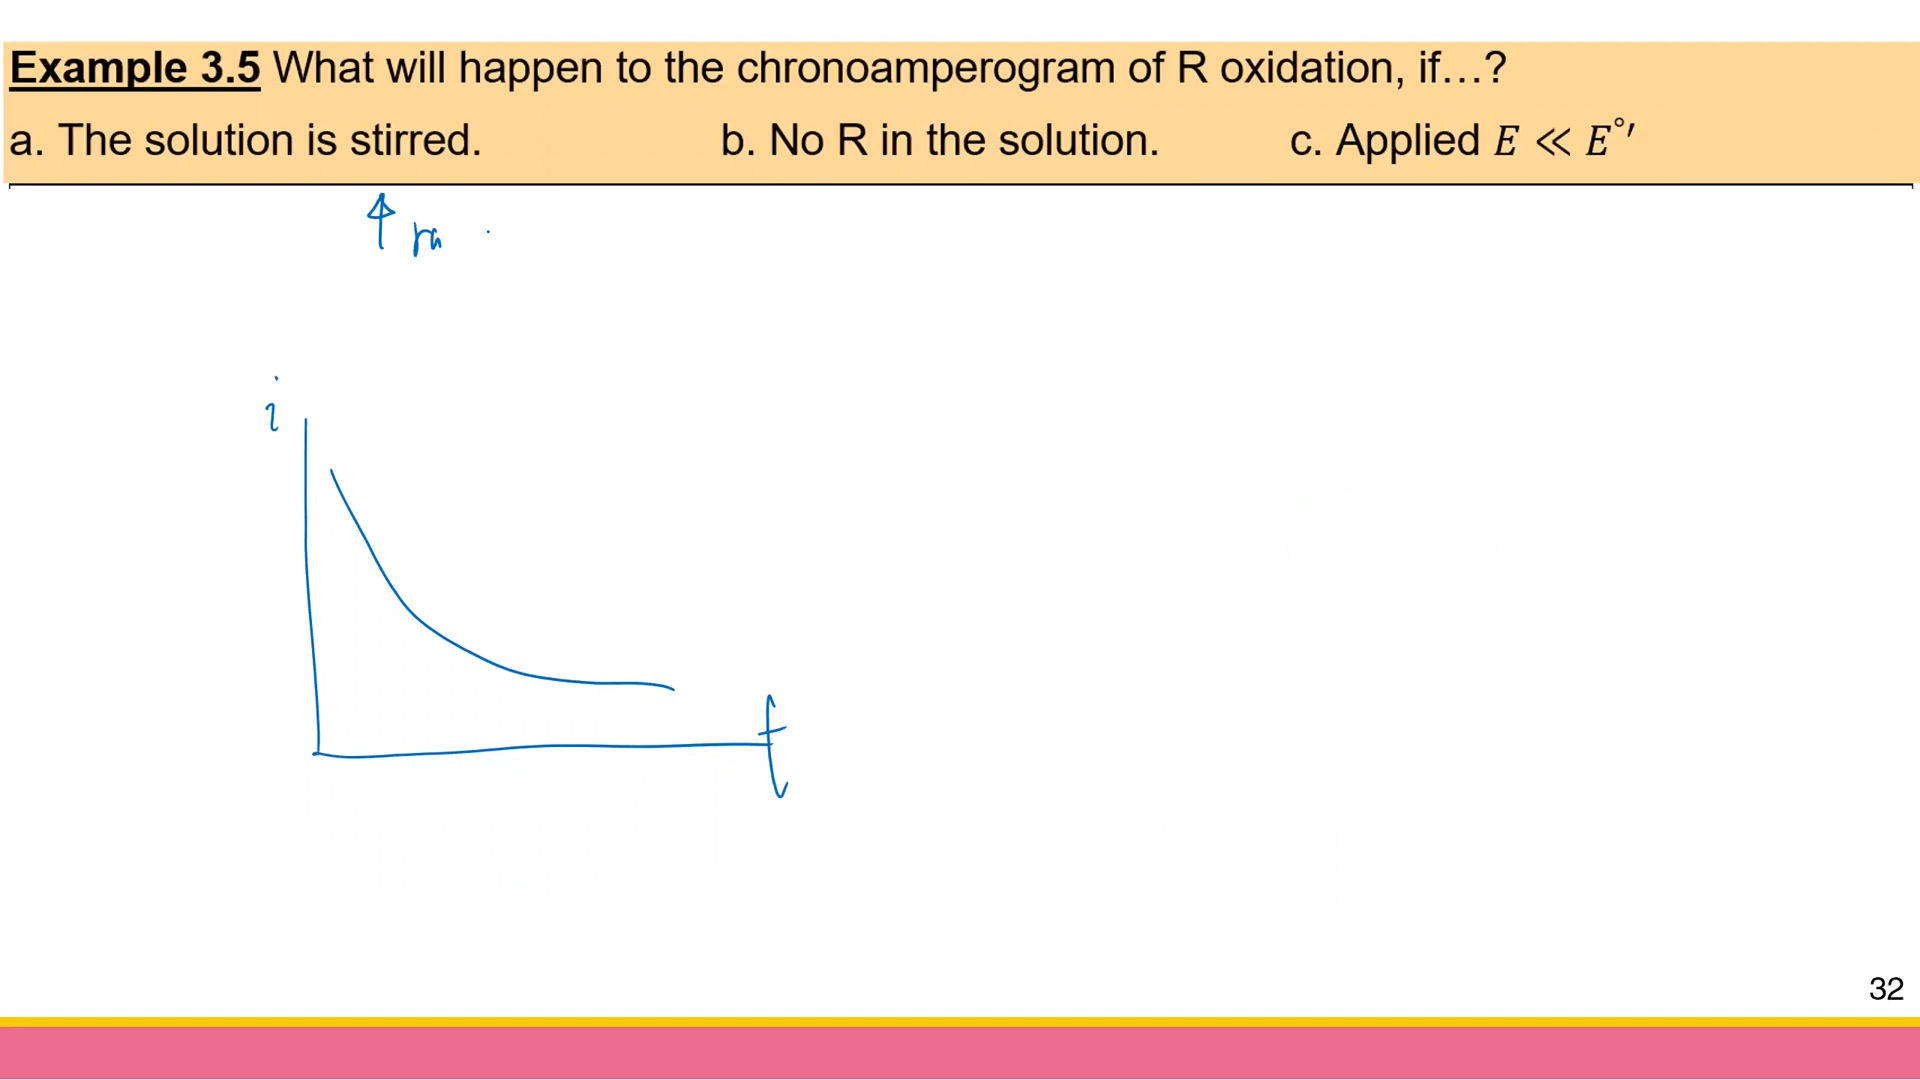 Example 3.5 What will happen to the chronoamperogram of R oxidation, if…?
a. The solution is stirred. b. No R in the solution. c. Applied E ≪ E°′
i
t
32